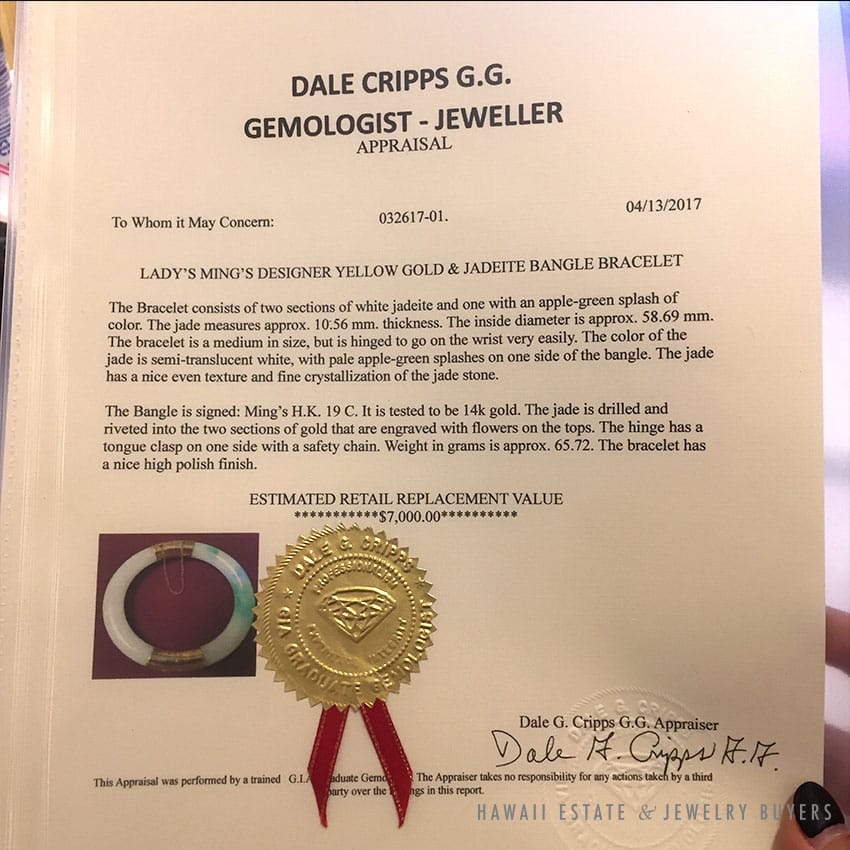 DALE CRIPPS G.G.
GEMOLOGIST - JEWELLER
APPRAISAL
04/13/2017
To Whom it May Concern: 032617-01.
LADY'S MING'S DESIGNER YELLOW GOLD & JADEITE BANGLE BRACELET
The Bracelet consists of two sections of white jadeite and one with an apple-green splash of
color. The jade measures approx. 10.56 mm. thickness. The inside diameter is approx. 58.69 mm.
The bracelet is a medium in size, but is hinged to go on the wrist very easily. The color of the
jade is semi-translucent white, with pale apple-green splashes on one side of the bangle. The jade
has a nice even texture and fine crystallization of the jade stone.
The Bangle is signed: Ming's H.K. 19 C. It is tested to be 14k gold. The jade is drilled and
riveted into the two sections of gold that are engraved with flowers on the tops. The hinge has a
tongue clasp on one side with a safety chain. Weight in grams is approx. 65.72. The bracelet has
a nice high polish finish.
ESTIMATED RETAIL REPLACEMENT VALUE
***********$7,000.00**********
DALE G. CRIPPS
GIA GRADUATE GEMOLOGIST
DALE G. CRIPPS
Dale G. Cripps G.G. Appraiser
Dale G. Cripps G.G.
This Appraisal was performed by a trained G.I.A aduate Gemo The Appraiser takes no responsibility for any actions taken by a third
party over the ngs in this report.
HAWAII ESTATE & JEWELRY BUYERS